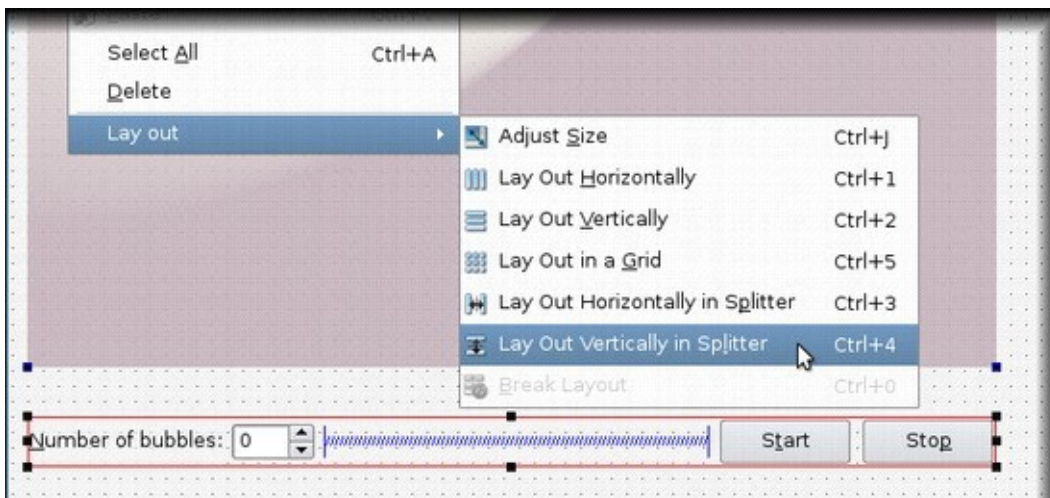 Select All Ctrl+A
Delete
Lay out
Adjust Size Ctrl+J
Lay Out Horizontally Ctrl+1
Lay Out Vertically Ctrl+2
Lay Out in a Grid Ctrl+5
Lay Out Horizontally in Splitter Ctrl+3
Lay Out Vertically in Splitter Ctrl+4
Break Layout Ctrl+0
Number of bubbles: 0 Start Stop